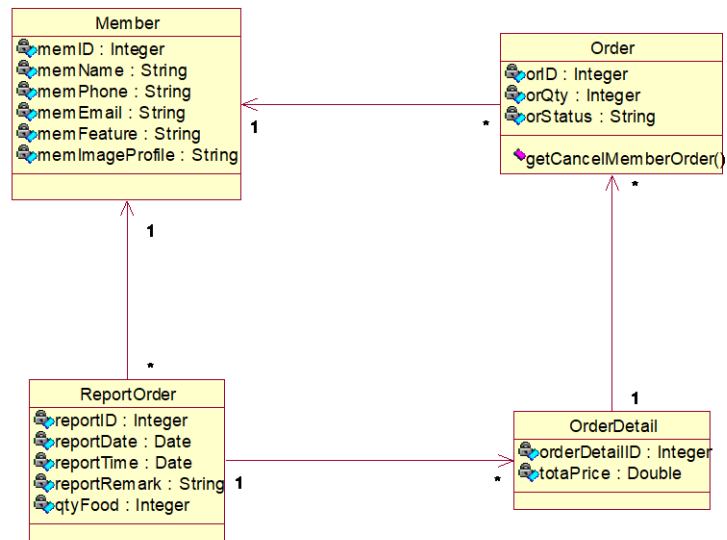 Member
memID : Integer
memName : String
memPhone : String
memEmail : String
memFeature : String
memImageProfile : String
Order
orID : Integer
orQty : Integer
orStatus : String
getCancelMemberOrder()
1
*
1
*
*
1
ReportOrder
reportID : Integer
reportDate : Date
reportTime : Date
reportRemark : String
qtyFood : Integer
OrderDetail
orderDetailID : Integer
totaPrice : Double
1
*